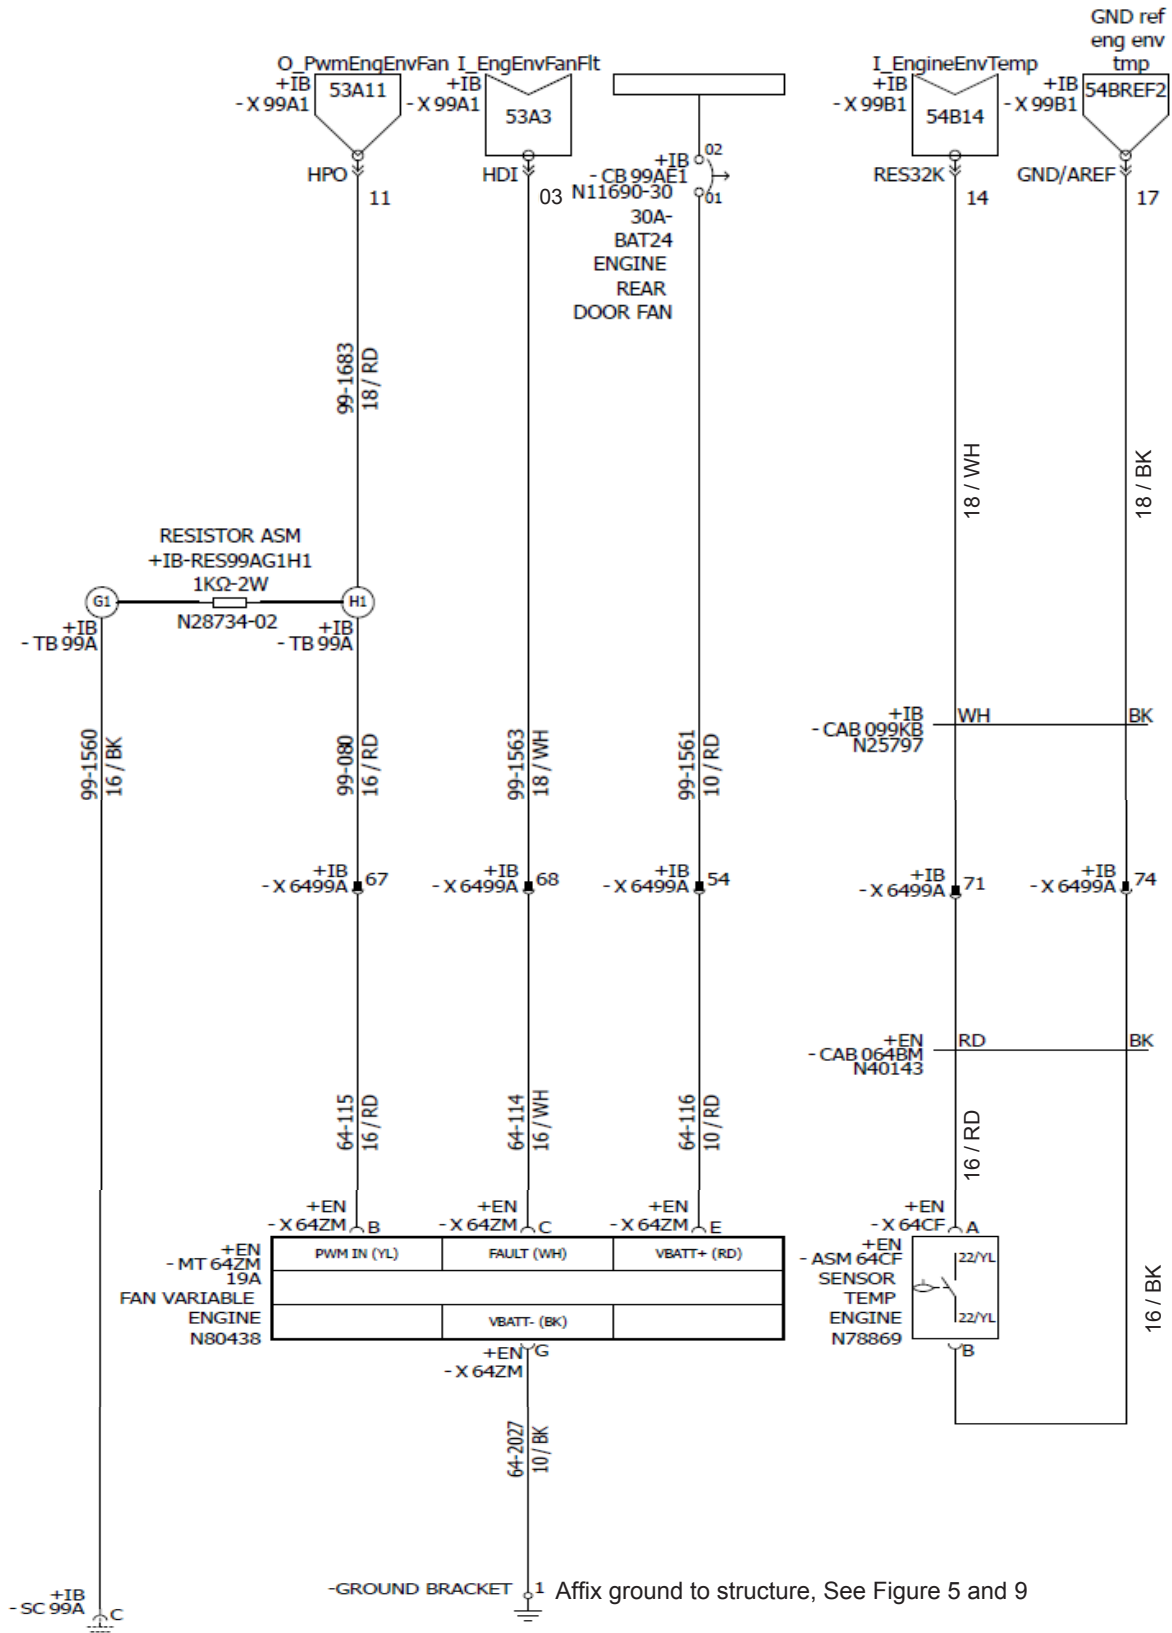 GND ref
eng env
tmp
O_PwmEngEnvFan
I_EngEnvFanFlt
I_EngineEnvTemp
+IB
- X 99A1
53A11
+IB
- X 99A1
53A3
+IB
- X 99B1
54B14
+IB
- X 99B1
54BREF2
HPO
11
HDI
03
+IB
- CB 99AE1
N11690-30
30A-
BAT24
ENGINE
REAR
DOOR FAN
02
01
RES32K
14
GND/AREF
17
99-1683
18 / RD
18 / WH
18 / BK
RESISTOR ASM
+IB-RES99AG1H1
1KΩ-2W
N28734-02
G1
H1
+IB
- TB 99A
+IB
- TB 99A
99-1560
16 / BK
99-080
16 / RD
99-1563
18 / WH
99-1561
10 / RD
+IB
- CAB 099KB
N25797
WH
BK
+IB
- X 6499A
67
+IB
- X 6499A
68
+IB
- X 6499A
54
+IB
- X 6499A
71
+IB
- X 6499A
74
+EN
- CAB 064BM
N40143
RD
BK
64-115
16 / RD
64-114
16 / WH
64-116
10 / RD
16 / RD
16 / BK
+EN
- X 64ZM
B
+EN
- X 64ZM
C
+EN
- X 64ZM
E
+EN
- X 64CF
A
+EN
- MT 64ZM
19A
FAN VARIABLE
ENGINE
N80438
PWM IN (YL)
FAULT (WH)
VBATT+ (RD)
VBATT- (BK)
+EN
- ASM 64CF
SENSOR
TEMP
ENGINE
N78869
22/YL
22/YL
B
+EN
- X 64ZM
G
64-2027
10 / BK
-GROUND BRACKET
1
Affix ground to structure, See Figure 5 and 9
+IB
- SC 99A
C